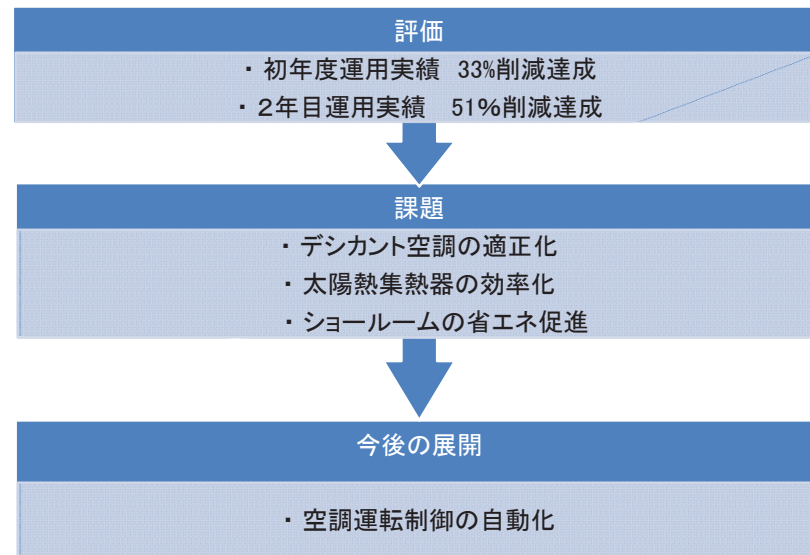 評価
・ 初年度運用実績　33%削減達成
・ ２年目運用実績　51％削減達成
課題
・ デシカント空調の適正化
・ 太陽熱集熱器の効率化
・ ショールームの省エネ促進
今後の展開
・ 空調運転制御の自動化